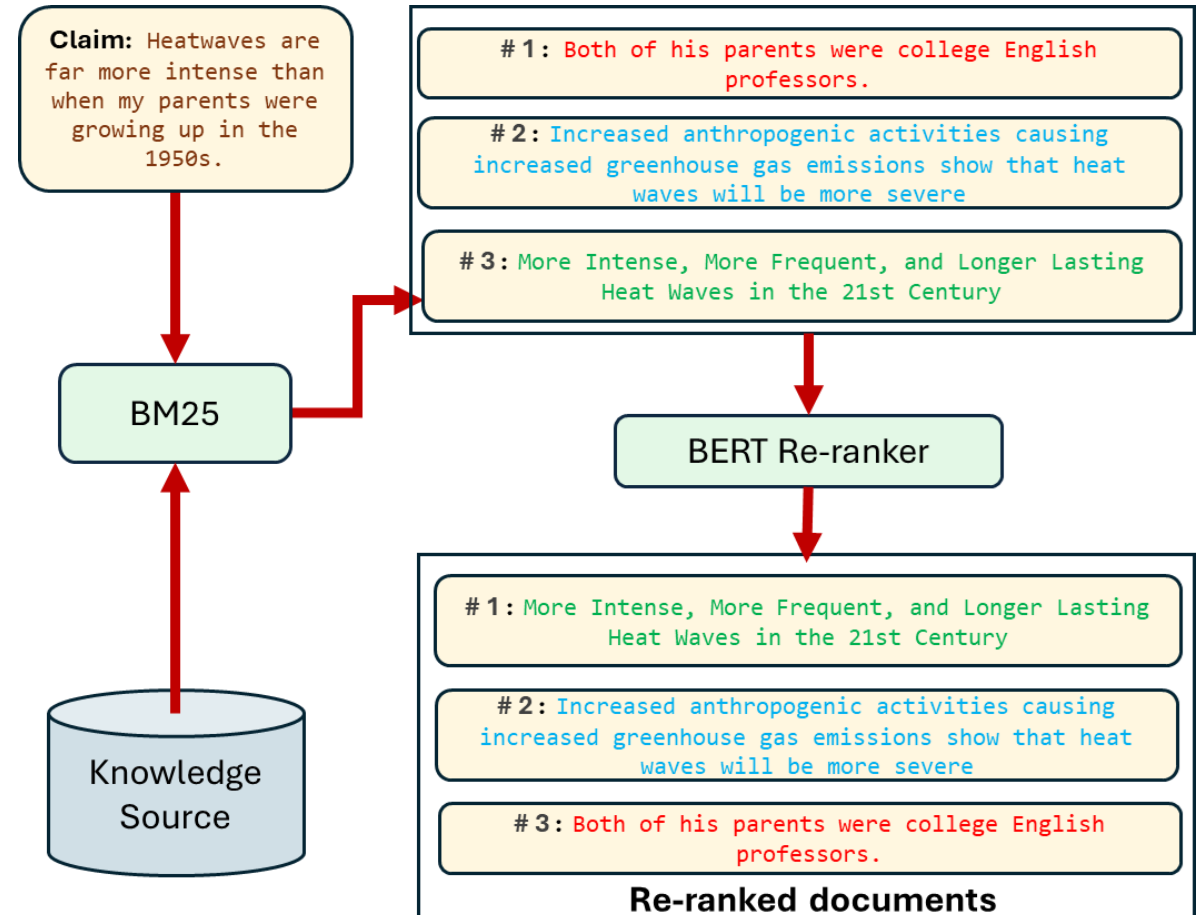 Claim: Heatwaves are
far more intense than
when my parents were
growing up in the
1950s.
# 1: Both of his parents were college English
professors.
# 2: Increased anthropogenic activities causing
increased greenhouse gas emissions show that heat
waves will be more severe
# 3: More Intense, More Frequent, and Longer Lasting
Heat Waves in the 21st Century
BM25
BERT Re-ranker
Knowledge
Source
# 1: More Intense, More Frequent, and Longer Lasting
Heat Waves in the 21st Century
# 2: Increased anthropogenic activities causing
increased greenhouse gas emissions show that heat
waves will be more severe
# 3: Both of his parents were college English
professors.
Re-ranked documents